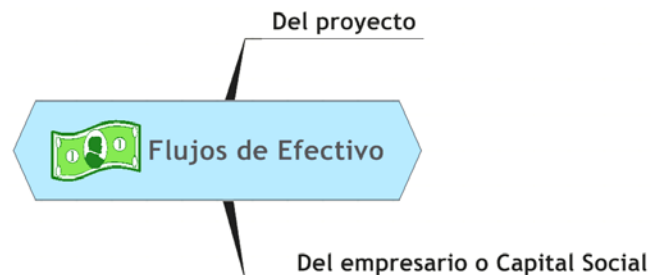 Del proyecto
Flujos de Efectivo
Del empresario o Capital Social